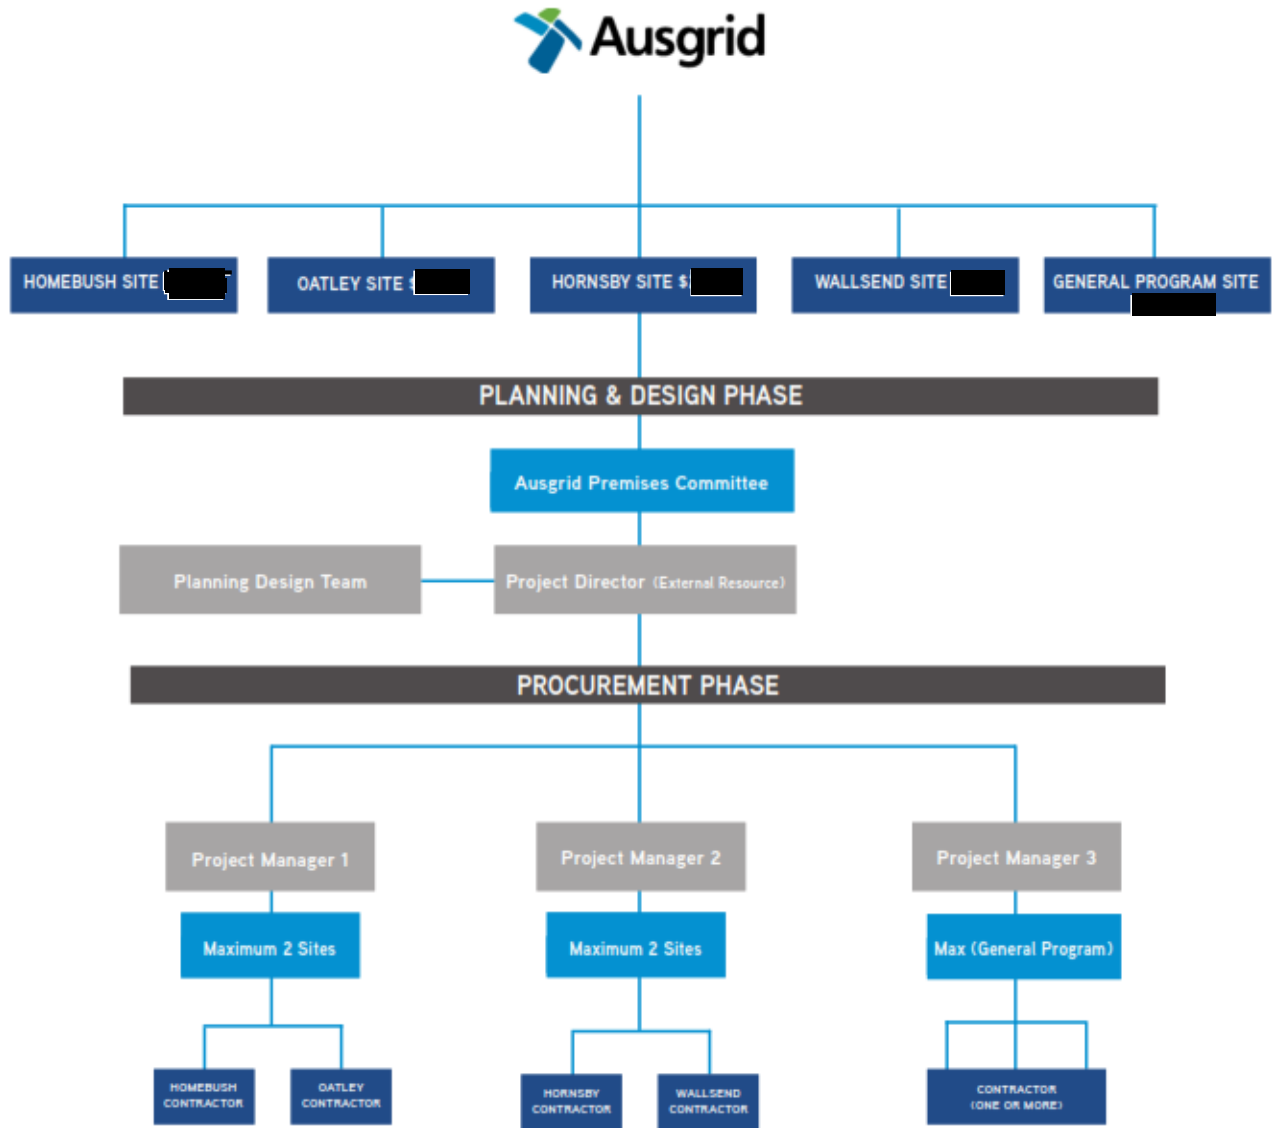 Ausgrid
HOMEBUSH SITE
OATLEY SITE $
HORNSBY SITE $
WALLSEND SITE
GENERAL PROGRAM SITE
PLANNING & DESIGN PHASE
Ausgrid Premises Committee
Planning Design Team
Project Director (External Resource)
PROCUREMENT PHASE
Project Manager 1
Project Manager 2
Project Manager 3
Maximum 2 Sites
Maximum 2 Sites
Max (General Program)
HOMEBUSH
CONTRACTOR
OATLEY
CONTRACTOR
HORNSBY
CONTRACTOR
WALLSEND
CONTRACTOR
CONTRACTOR
(ONE OR MORE)